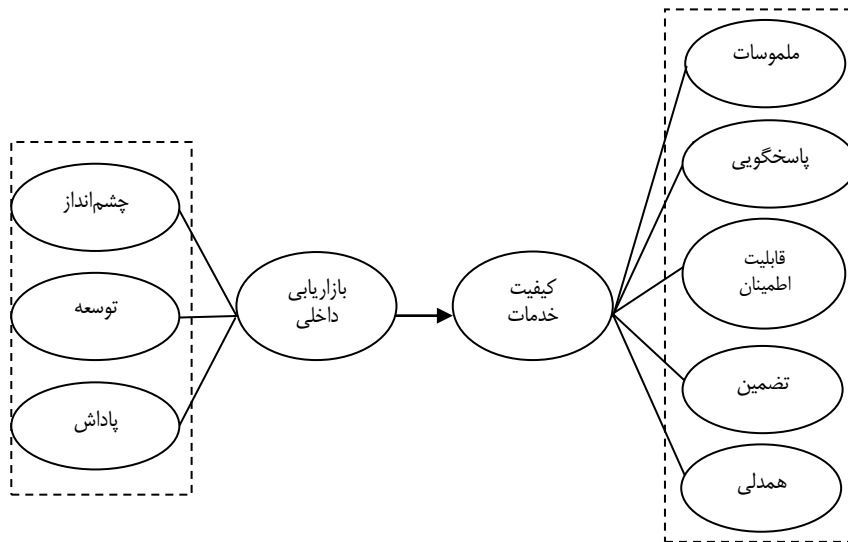 ملموسات
پاسخگویی
چشم‌انداز
قابلیت
اطمینان
بازاریابی
داخلی
کیفیت
خدمات
توسعه
تضمین
پاداش
همدلی